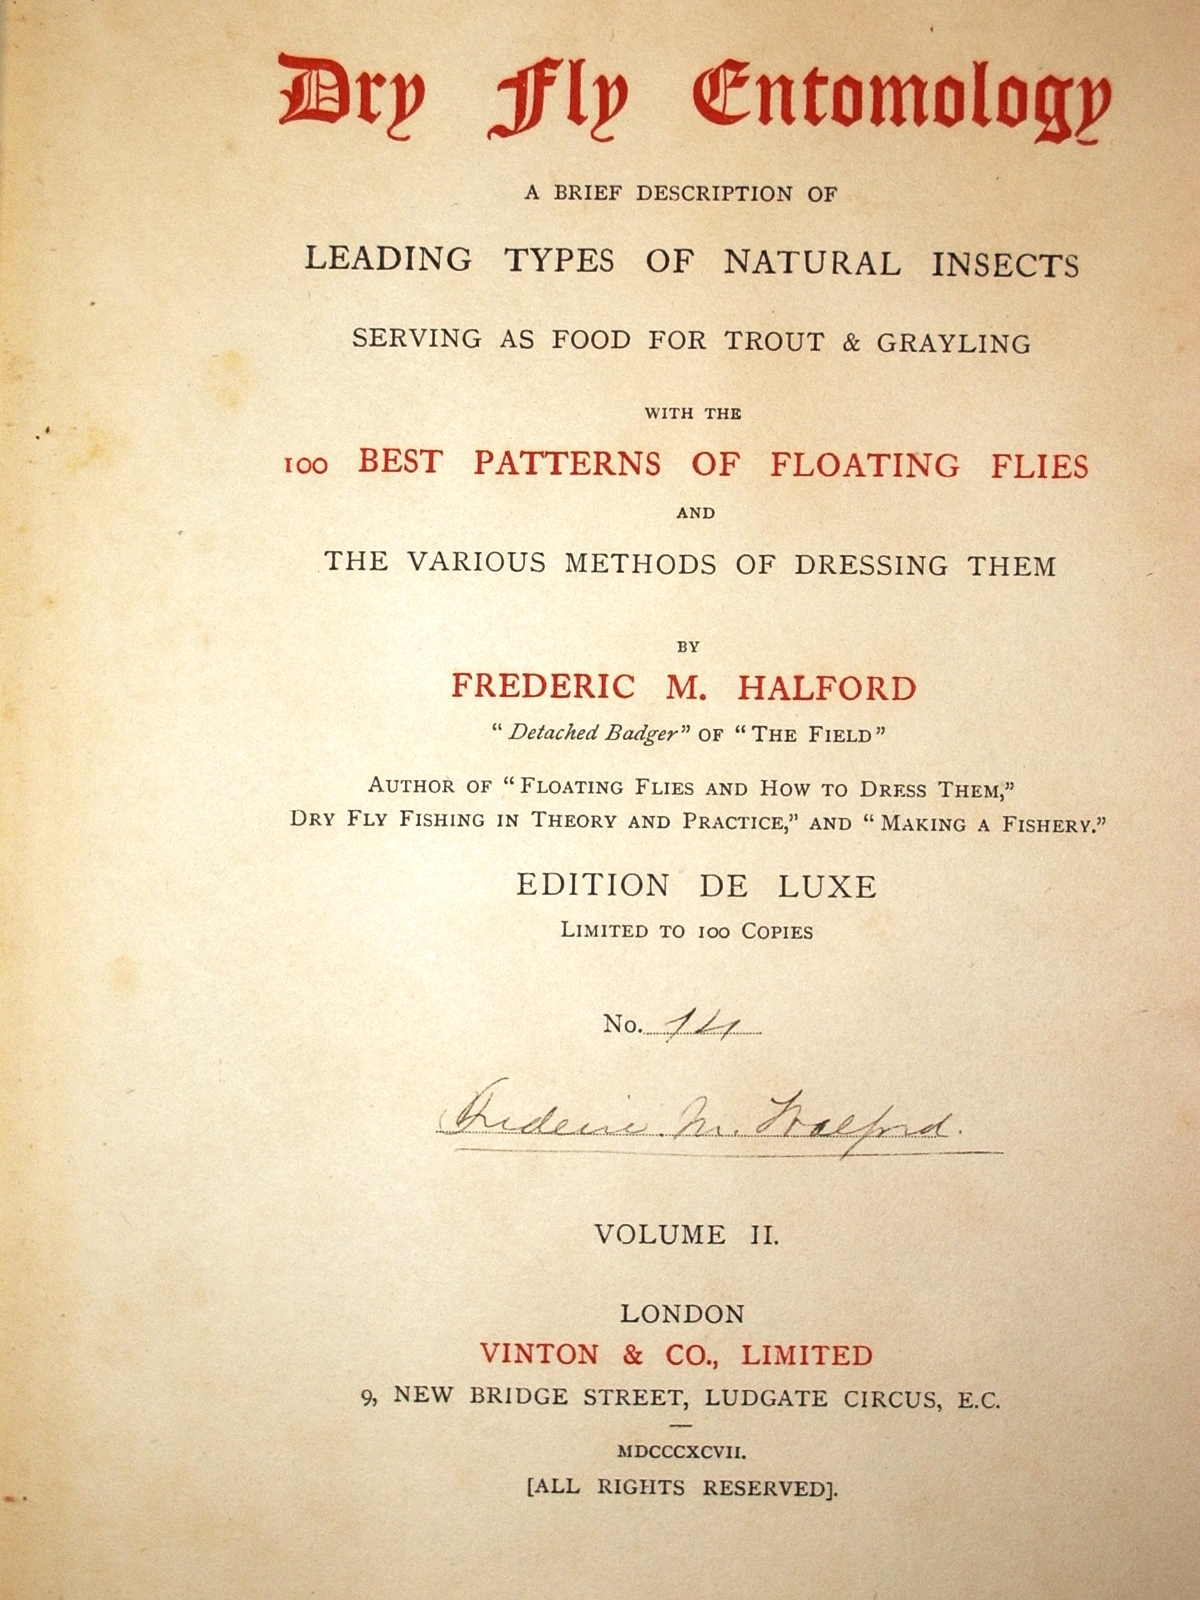 Dry Fly Entomology
A BRIEF DESCRIPTION OF
LEADING TYPES OF NATURAL INSECTS
SERVING AS FOOD FOR TROUT & GRAYLING
WITH THE
100 BEST PATTERNS OF FLOATING FLIES
AND
THE VARIOUS METHODS OF DRESSING THEM
BY
FREDERIC M. HALFORD
“Detached Badger” OF “THE FIELD”
AUTHOR OF “FLOATING FLIES AND HOW TO DRESS THEM,”
DRY FLY FISHING IN THEORY AND PRACTICE,” AND “MAKING A FISHERY.”
EDITION DE LUXE
LIMITED TO 100 COPIES
No. 14
Frederic M. Halford.
VOLUME II.
LONDON
VINTON & CO., LIMITED
9, NEW BRIDGE STREET, LUDGATE CIRCUS, E.C.
MDCCCXCVII.
[ALL RIGHTS RESERVED].